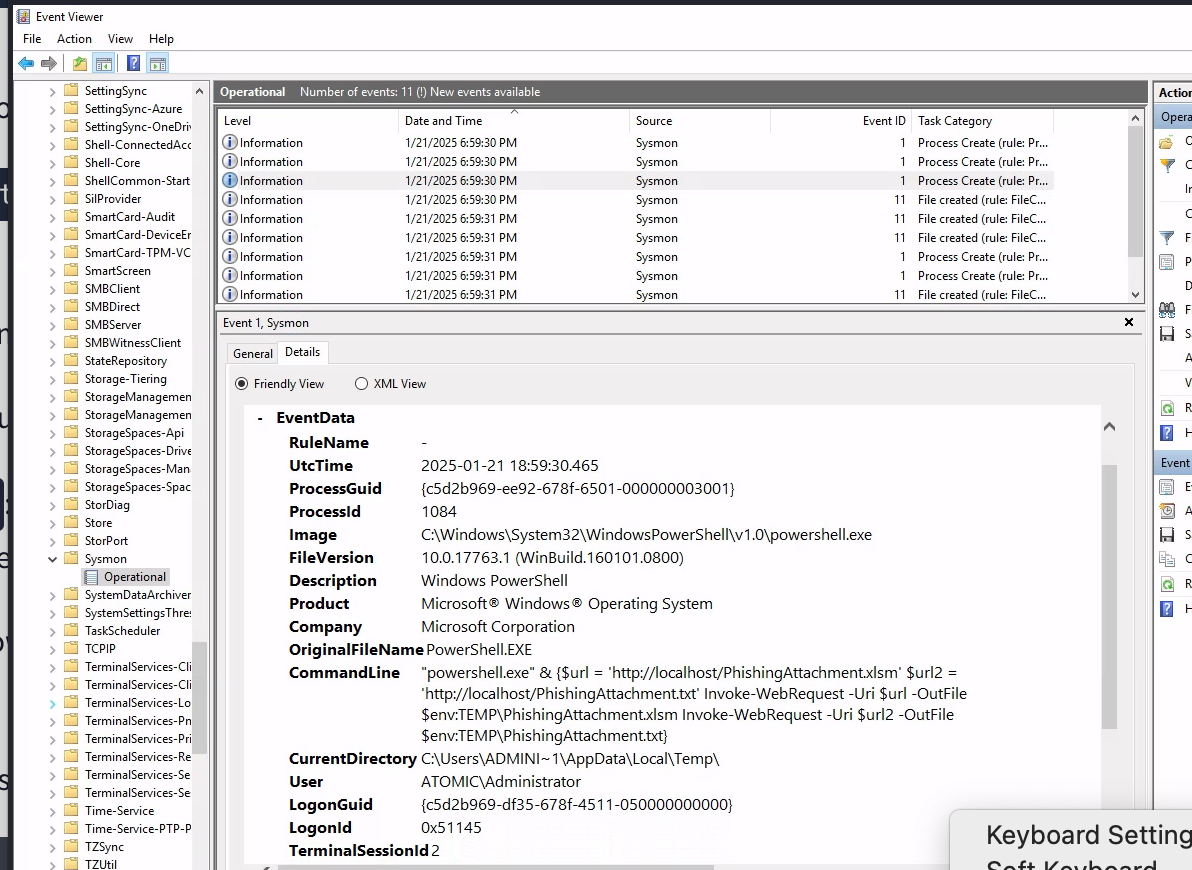 Event Viewer
File Action View Help
SettingSync
SettingSync-Azure
SettingSync-OneDri
Shell-ConnectedAcc
Shell-Core
ShellCommon-Start
SilProvider
SmartCard-Audit
SmartCard-DeviceEn
SmartCard-TPM-VC
SmartScreen
SMBClient
SMBDirect
SMBServer
SMBWitnessClient
StateRepository
Storage-Tiering
StorageManagemen
StorageManagemen
StorageSpaces-Api
StorageSpaces-Drive
StorageSpaces-Man
StorageSpaces-Spac
StorDiag
Store
StorPort
Sysmon
Operational
SystemDataArchiver
SystemSettingsThres
TaskScheduler
TCPIP
TerminalServices-Cli
TerminalServices-Cli
TerminalServices-Lo
TerminalServices-Pn
TerminalServices-Pri
TerminalServices-Re
TerminalServices-Se
TerminalServices-Se
Time-Service
Time-Service-PTP-P
TZSync
TZUtil
Operational Number of events: 11 (!) New events available
Level Date and Time Source Event ID Task Category
Information 1/21/2025 6:59:30 PM Sysmon 1 Process Create (rule: Pr...
Information 1/21/2025 6:59:30 PM Sysmon 1 Process Create (rule: Pr...
Information 1/21/2025 6:59:30 PM Sysmon 1 Process Create (rule: Pr...
Information 1/21/2025 6:59:30 PM Sysmon 11 File created (rule: FileC...
Information 1/21/2025 6:59:31 PM Sysmon 11 File created (rule: FileC...
Information 1/21/2025 6:59:31 PM Sysmon 11 File created (rule: FileC...
Information 1/21/2025 6:59:31 PM Sysmon 1 Process Create (rule: Pr...
Information 1/21/2025 6:59:31 PM Sysmon 1 Process Create (rule: Pr...
Information 1/21/2025 6:59:31 PM Sysmon 11 File created (rule: FileC...
Event 1, Sysmon
General Details
Friendly View XML View
- EventData
RuleName -
UtcTime 2025-01-21 18:59:30.465
ProcessGuid {c5d2b969-ee92-678f-6501-000000003001}
ProcessId 1084
Image C:\Windows\System32\WindowsPowerShell\v1.0\powershell.exe
FileVersion 10.0.17763.1 (WinBuild.160101.0800)
Description Windows PowerShell
Product Microsoft® Windows® Operating System
Company Microsoft Corporation
OriginalFileName PowerShell.EXE
CommandLine "powershell.exe" & {$url = 'http://localhost/PhishingAttachment.xlsm' $url2 =
'http://localhost/PhishingAttachment.txt' Invoke-WebRequest -Uri $url -OutFile
$env:TEMP\PhishingAttachment.xlsm Invoke-WebRequest -Uri $url2 -OutFile
$env:TEMP\PhishingAttachment.txt}
CurrentDirectory C:\Users\ADMINI~1\AppData\Local\Temp\
User ATOMIC\Administrator
LogonGuid {c5d2b969-df35-678f-4511-050000000000}
LogonId 0x51145
TerminalSessionId 2
Action
Opera
Event
Keyboard Setting
Soft Keyboard